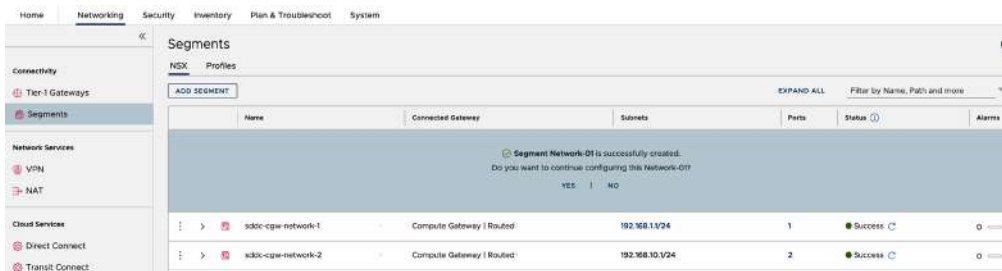 Home Networking Security Inventory Plan & Troubleshoot System
«
Segments
NSX Profiles
Connectivity
Tier-1 Gateways
ADD SEGMENT EXPAND ALL Filter by Name, Path and more
Segments
Name Connected Gateway Subnets Ports Status Alarms
Network Services
Segment Network-01 is successfully created.
VPN
Do you want to continue configuring this Network-01?
NAT
YES | NO
Cloud Services
sddc-cgw-network-1 Compute Gateway | Routed 192.168.1.1/24 1 Success 0
Direct Connect
sddc-cgw-network-2 Compute Gateway | Routed 192.168.10.1/24 2 Success 0
Transit Connect